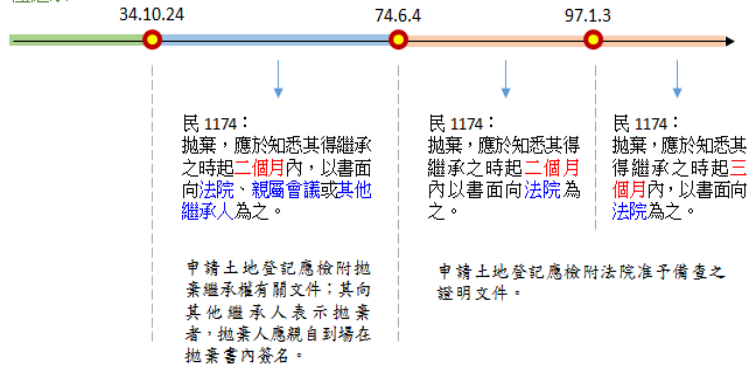 34.10.24
74.6.4
97.1.3
民 1174：
拋棄，應於知悉其得繼承
之時起二個月內，以書面
向法院、親屬會議或其他
繼承人為之。
民 1174：
拋棄，應於知悉其得
繼承之時起二個月
內以書面向法院為
之。
民 1174：
拋棄，應於知悉其
得繼承之時起三
個月內，以書面向
法院為之。
申請土地登記應檢附拋
棄繼承權有關文件；其向
其他繼承人表示拋棄
者，拋棄人應親自到場在
拋棄書內簽名。
申請土地登記應檢附法院准予備查之
證明文件。